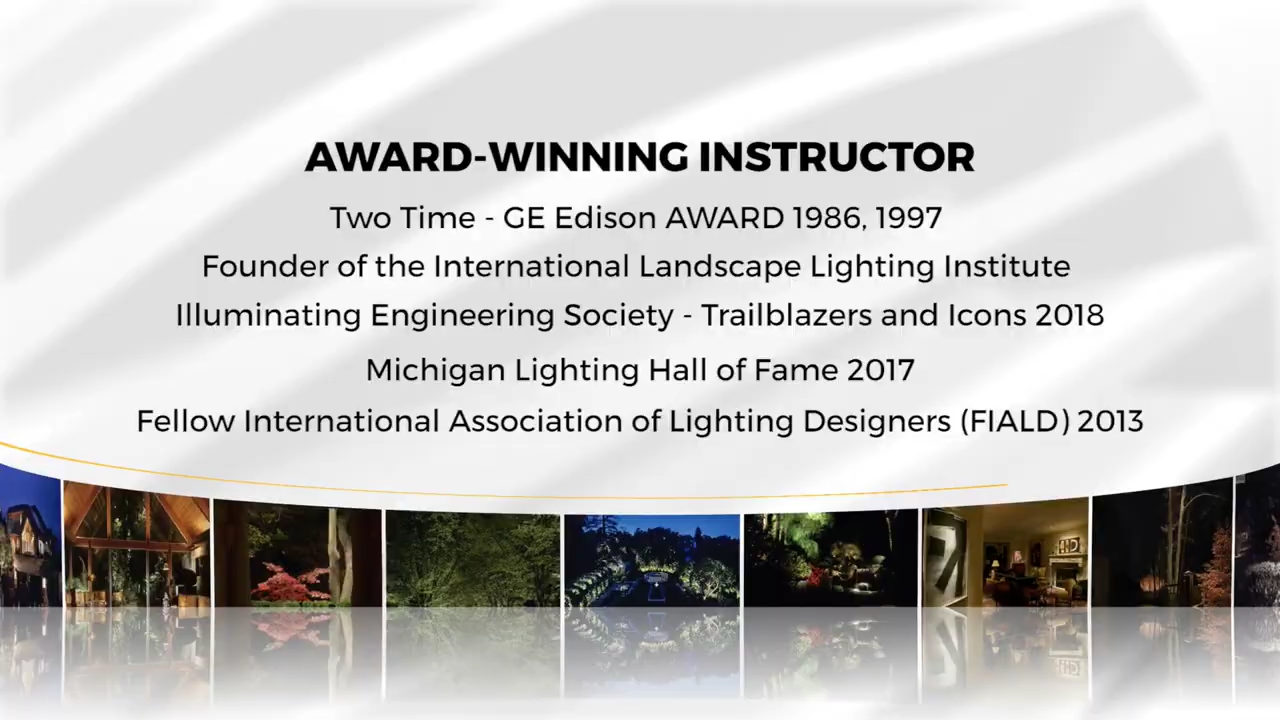 AWARD-WINNING INSTRUCTOR
Two Time - GE Edison AWARD 1986, 1997
Founder of the International Landscape Lighting Institute
Illuminating Engineering Society - Trailblazers and Icons 2018
Michigan Lighting Hall of Fame 2017
Fellow International Association of Lighting Designers (FIALD) 2013